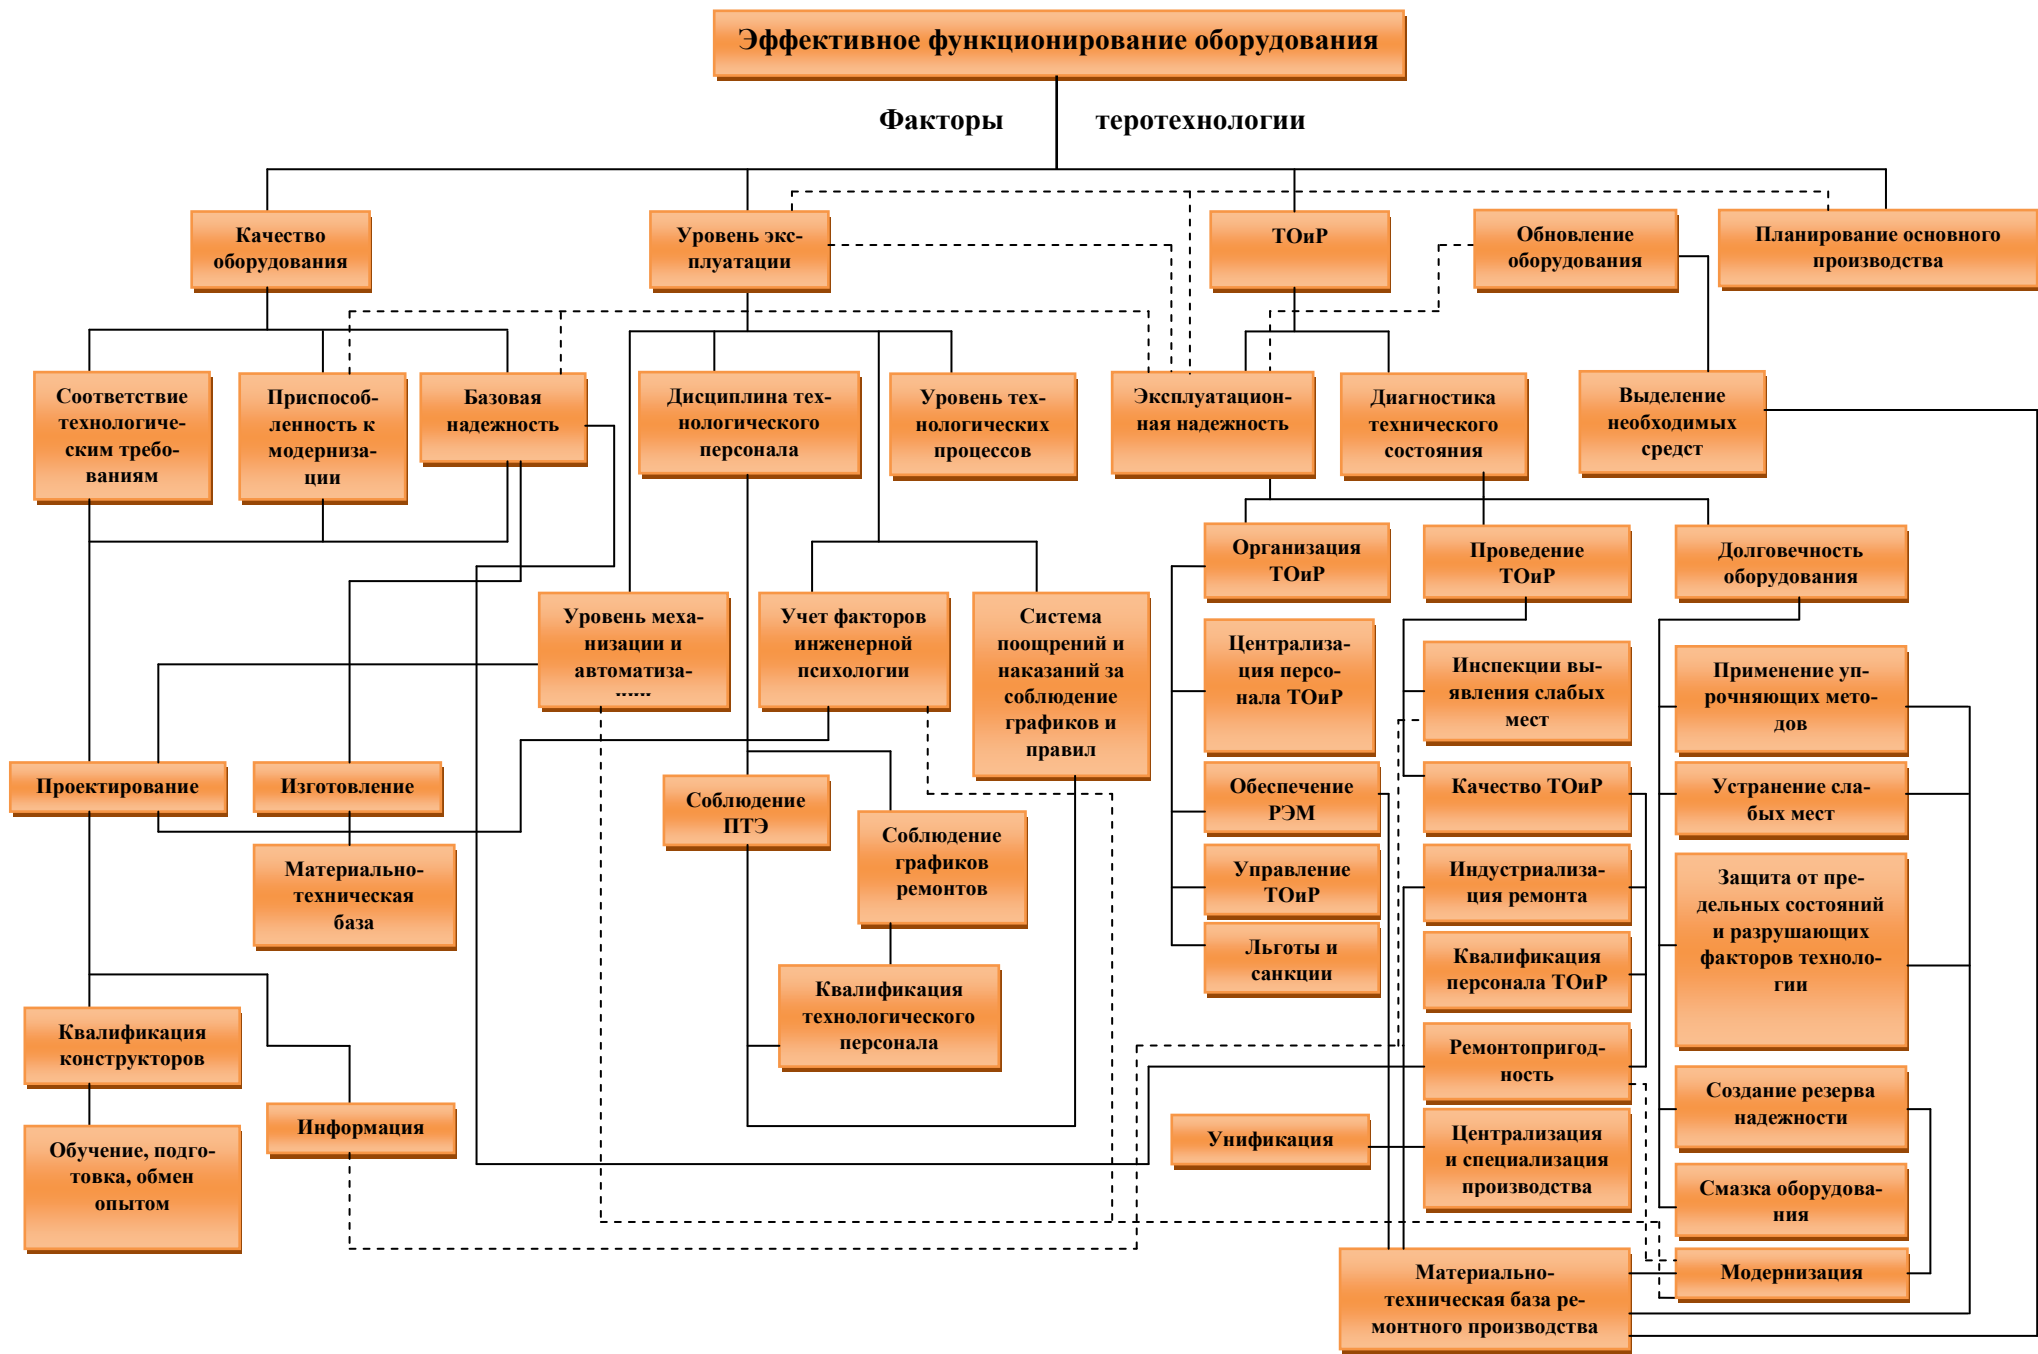 Эффективное функционирование оборудования
Факторы
теротехнологии
Качество
оборудования
Уровень экс-
плуатации
ТОиР
Обновление
оборудования
Планирование основного
производства
Соответствие
технологиче-
ским требо-
ваниям
Приспособ-
ленность к
модерниза-
ции
Базовая
надежность
Дисциплина тех-
нологического
персонала
Уровень тех-
нологических
процессов
Эксплуатацион-
ная надежность
Диагностика
технического
состояния
Выделение
необходимых
средст
Организация
ТОиР
Проведение
ТОиР
Долговечность
оборудования
Уровень меха-
низации и
автоматиза-
Учет факторов
инженерной
психологии
Система
поощрений и
наказаний за
соблюдение
графиков и
правил
Централиза-
ция персо-
нала ТОиР
Инспекции вы-
явления слабых
мест
Применение уп-
рочняющих мето-
дов
Проектирование
Изготовление
Соблюдение
ПТЭ
Обеспечение
РЭМ
Качество ТОиР
Устранение сла-
бых мест
Материально-
техническая
база
Соблюдение
графиков
ремонтов
Управление
ТОиР
Индустриализа-
ция ремонта
Защита от пре-
дельных состояний
и разрушающих
факторов техноло-
гии
Льготы и
санкции
Квалификация
персонала ТОиР
Квалификация
технологического
персонала
Квалификация
конструкторов
Ремонтопригод-
ность
Создание резерва
надежности
Информация
Унификация
Централизация
и специализация
производства
Обучение, подго-
товка, обмен
опытом
Смазка оборудова-
ния
Материально-
техническая база ре-
монтного производства
Модернизация